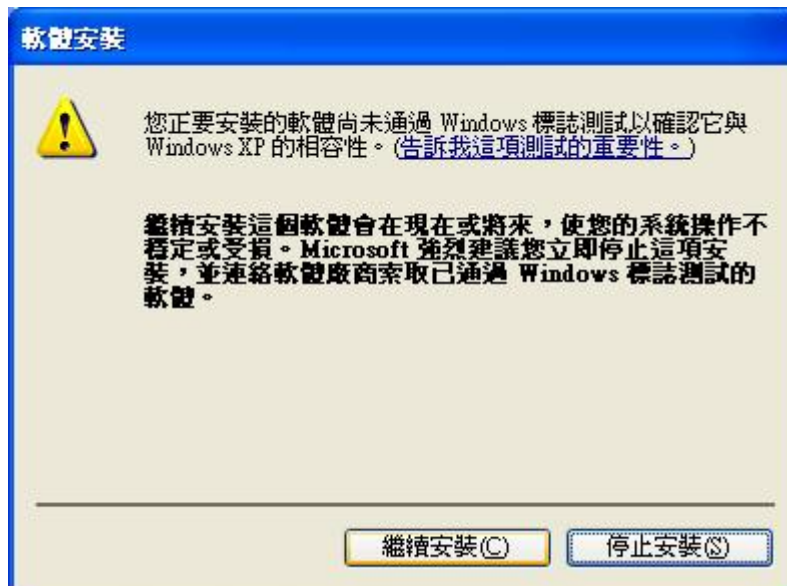 軟體安裝
您正要安裝的軟體尚未通過 Windows 標誌測試以確認它與
Windows XP 的相容性。(告訴我這項測試的重要性。)
繼續安裝這個軟體會在現在或將來，使您的系統操作不
穩定或受損。Microsoft 強烈建議您立即停止這項安
裝，並連絡軟體廠商索取已通過 Windows 標誌測試的
軟體。
繼續安裝(C) 停止安裝(S)